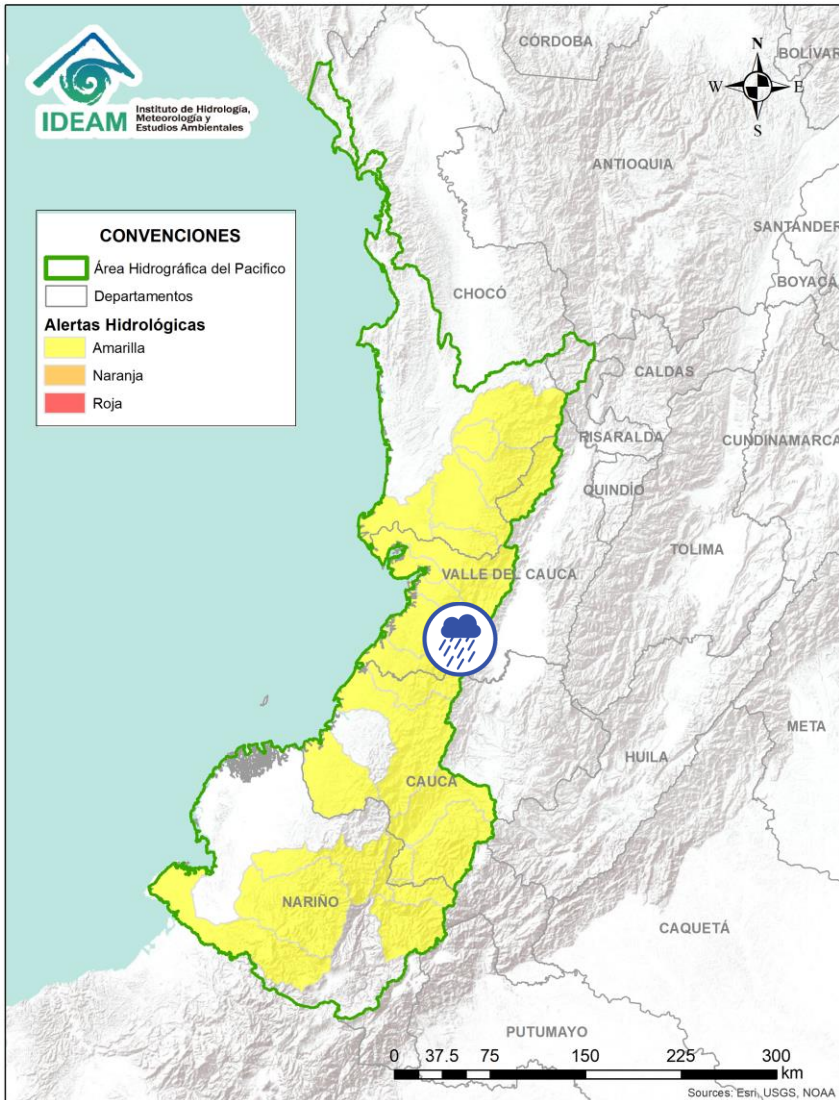 IDEAM
Instituto de Hidrología,
Meteorología y
Estudios Ambientales
N
W E
S
CONVENCIONES
Área Hidrográfica del Pacifico
Departamentos
Alertas Hidrológicas
Amarilla
Naranja
Roja
CÓRDOBA
BOLÍVAR
ANTIOQUIA
SANTANDER
BOYACÁ
CHOCÓ
CALDAS
RISARALDA
CUNDINAMARCA
QUINDÍO
TOLIMA
VALLE DEL CAUCA
META
HUILA
CAUCA
NARIÑO
CAQUETÁ
PUTUMAYO
0 37.5 75 150 225 300
km
Sources: Esri, USGS, NOAA